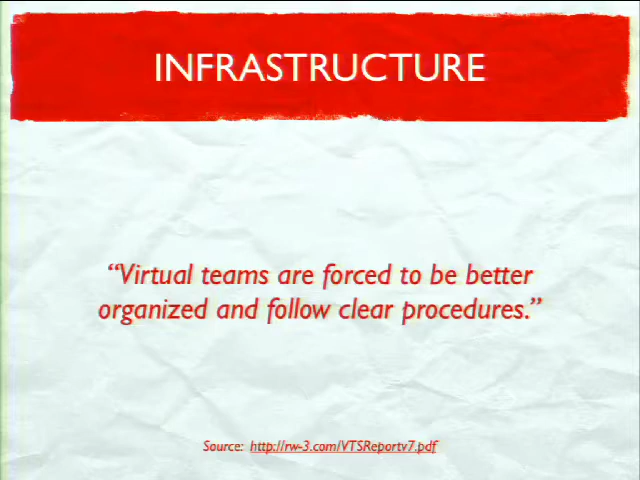 INFRASTRUCTURE
“Virtual teams are forced to be better
organized and follow clear procedures.”
Source: http://rw-3.com/VTSReportv7.pdf